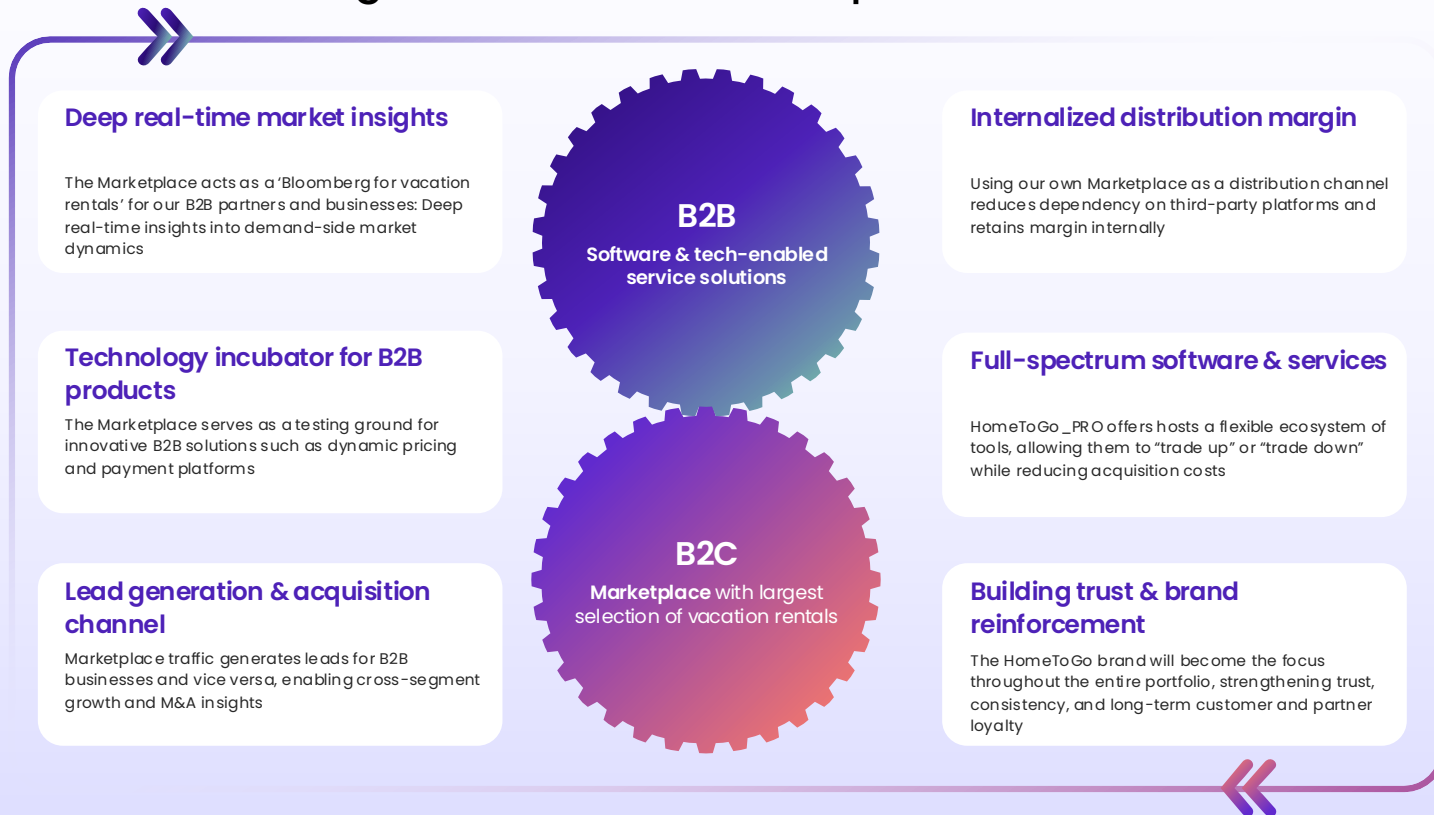 Deep real-time market insights
The Marketplace acts as a ‘Bloomberg for vacation
rentals’ for our B2B partners and businesses: Deep
real-time insights into demand-side market
dynamics
Technology incubator for B2B
products
The Marketplace serves as a testing ground for
innovative B2B solutions such as dynamic pricing
and payment platforms
Lead generation & acquisition
channel
Marketplace traffic generates leads for B2B
businesses and vice versa, enabling cross-segment
growth and M&A insights
B2B
Software & tech-enabled
service solutions
B2C
Marketplace with largest
selection of vacation rentals
Internalized distribution margin
Using our own Marketplace as a distribution channel
reduces dependency on third-party platforms and
retains margin internally
Full-spectrum software & services
HomeToGo_PRO offers hosts a flexible ecosystem of
tools, allowing them to “trade up” or “trade down”
while reducing acquisition costs
Building trust & brand
reinforcement
The HomeToGo brand will become the focus
throughout the entire portfolio, strengthening trust,
consistency, and long-term customer and partner
loyalty